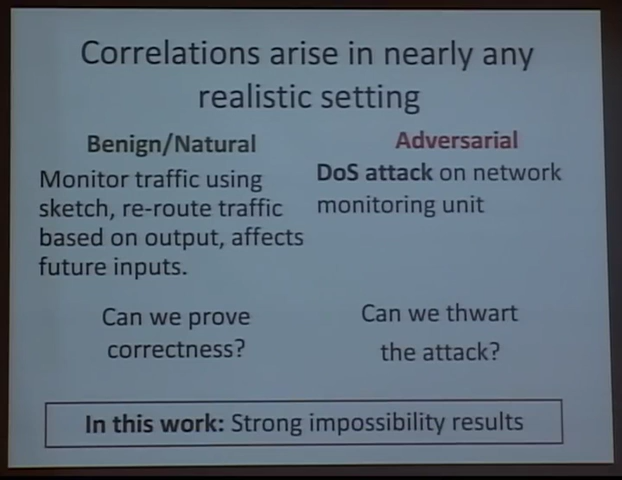 Correlations arise in nearly any
realistic setting
Benign/Natural
Monitor traffic using
sketch, re-route traffic
based on output, affects
future inputs.
Adversarial
DoS attack on network
monitoring unit
Can we prove
correctness?
Can we thwart
the attack?
In this work: Strong impossibility results